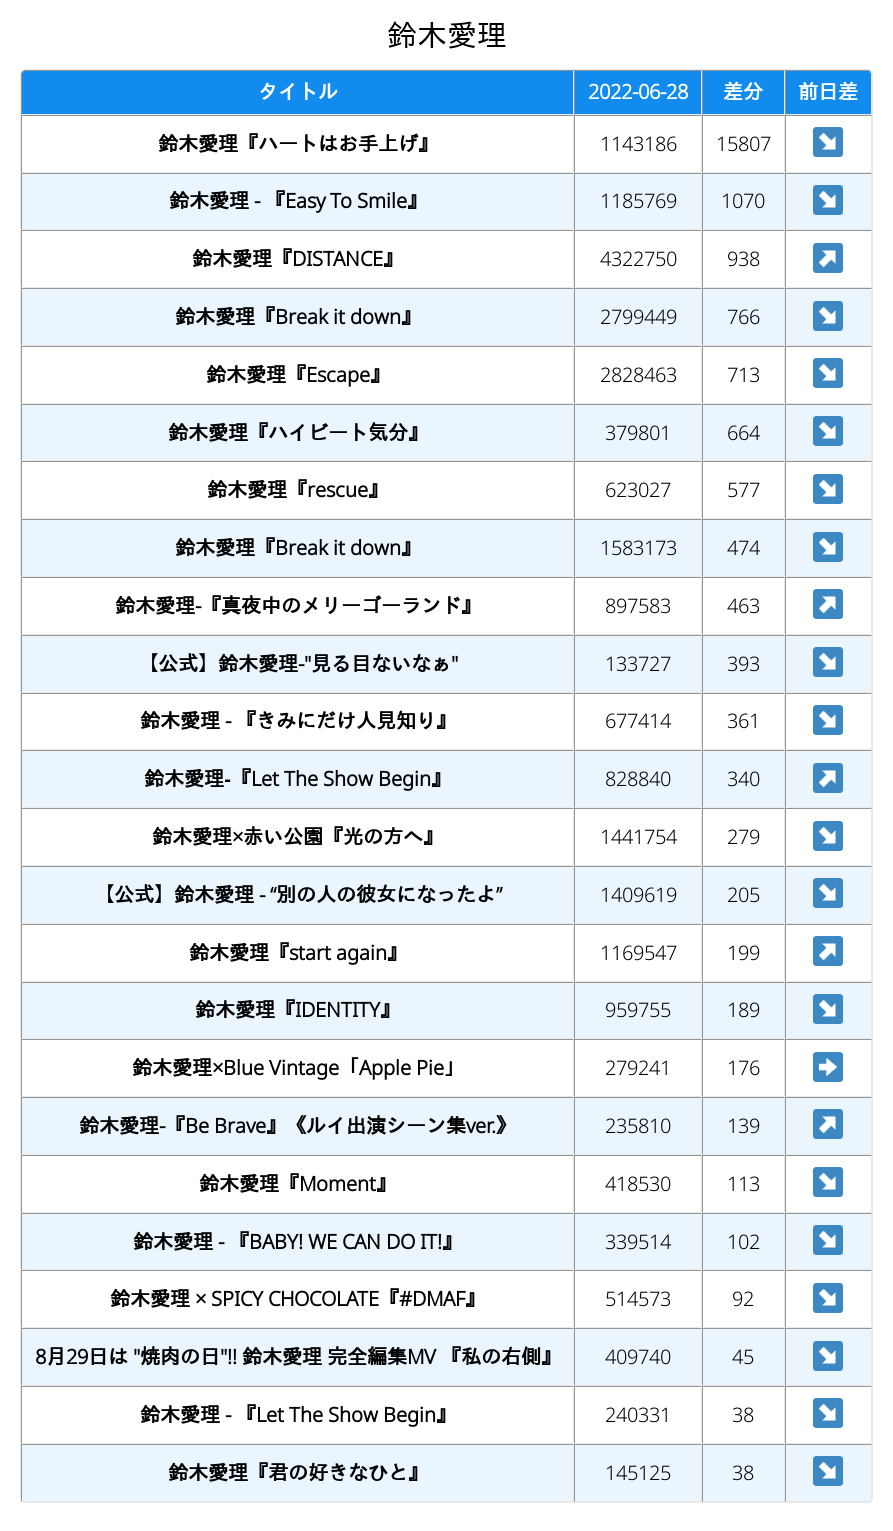 鈴木愛理
タイトル 2022-06-28 差分 前日差
鈴木愛理『ハートはお手上げ』 1143186 15807 ↘
鈴木愛理 - 『Easy To Smile』 1185769 1070 ↘
鈴木愛理『DISTANCE』 4322750 938 ↗
鈴木愛理『Break it down』 2799449 766 ↘
鈴木愛理『Escape』 2828463 713 ↘
鈴木愛理『ハイビート気分』 379801 664 ↘
鈴木愛理『rescue』 623027 577 ↘
鈴木愛理『Break it down』 1583173 474 ↘
鈴木愛理-『真夜中のメリーゴーランド』 897583 463 ↗
【公式】鈴木愛理-"見る目ないなぁ" 133727 393 ↘
鈴木愛理 - 『きみにだけ人見知り』 677414 361 ↘
鈴木愛理-『Let The Show Begin』 828840 340 ↗
鈴木愛理×赤い公園『光の方へ』 1441754 279 ↘
【公式】鈴木愛理 - “別の人の彼女になったよ” 1409619 205 ↘
鈴木愛理『start again』 1169547 199 ↗
鈴木愛理『IDENTITY』 959755 189 ↘
鈴木愛理×Blue Vintage「Apple Pie」 279241 176 ➡
鈴木愛理-『Be Brave』《ルイ出演シーン集ver.》 235810 139 ↗
鈴木愛理『Moment』 418530 113 ↘
鈴木愛理 - 『BABY! WE CAN DO IT!』 339514 102 ↘
鈴木愛理 × SPICY CHOCOLATE『#DMAF』 514573 92 ↘
8月29日は "焼肉の日"!! 鈴木愛理 完全編集MV 『私の右側』 409740 45 ↘
鈴木愛理 - 『Let The Show Begin』 240331 38 ↘
鈴木愛理『君の好きなひと』 145125 38 ↘